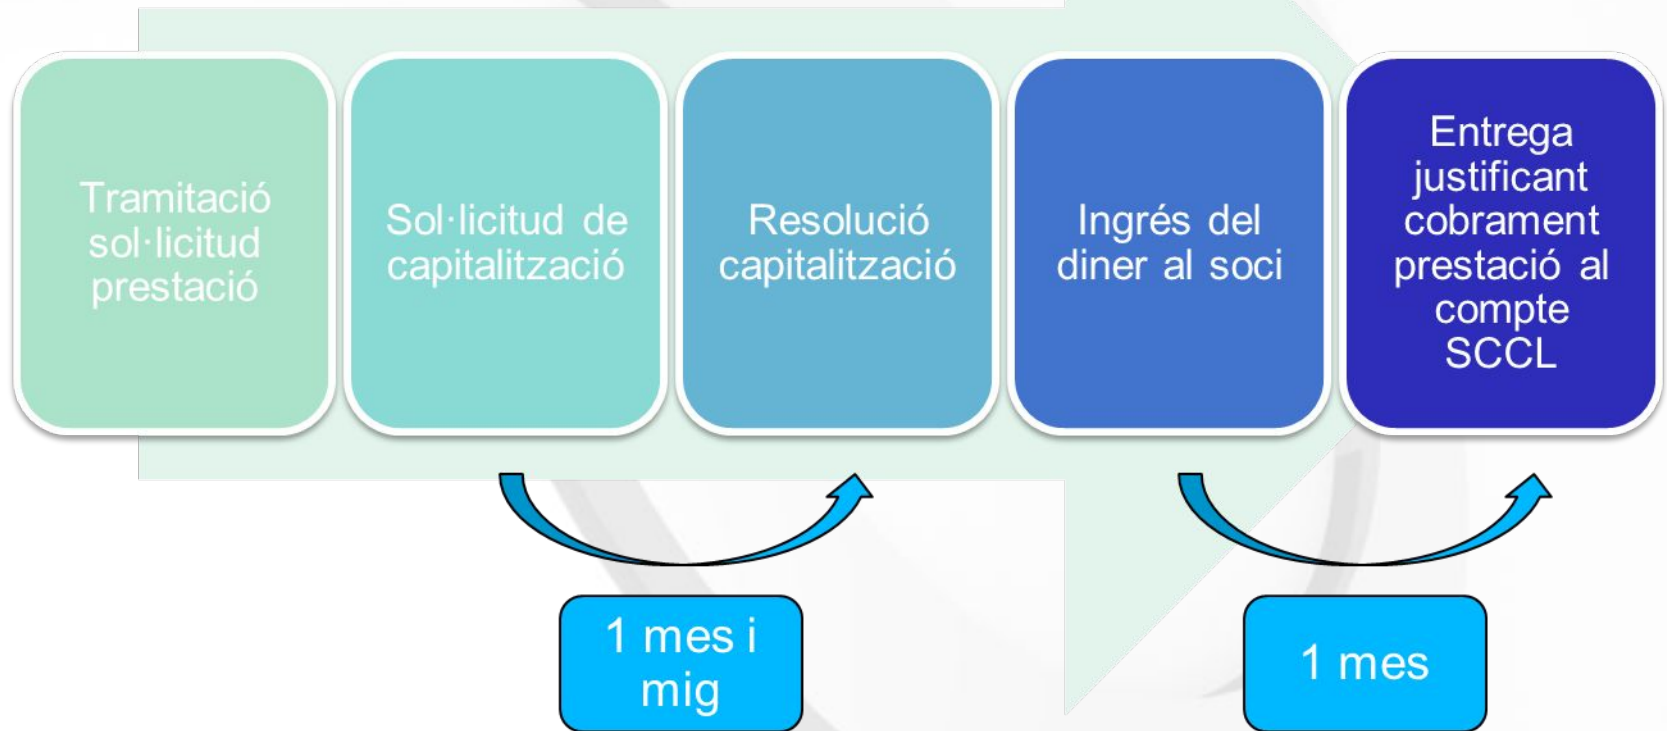 Tramitació
sol·licitud
prestació
Sol·licitud de
capitalització
Resolució
capitalització
Ingrés del
diner al soci
Entrega
justificant
cobrament
prestació al
compte
SCCL
1 mes i
mig
1 mes